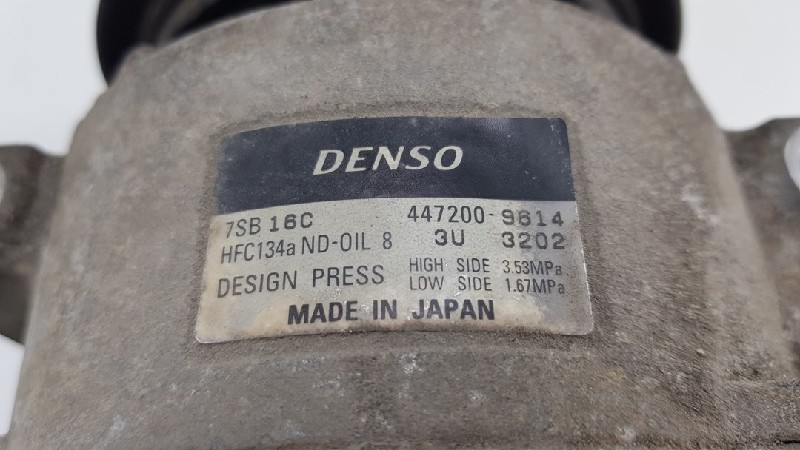 DENSO
7SB 16C 447200-9614
HFC134a ND-OIL 8 3U 3202
DESIGN PRESS HIGH SIDE 3.53MPa
LOW SIDE 1.67MPa
MADE IN JAPAN